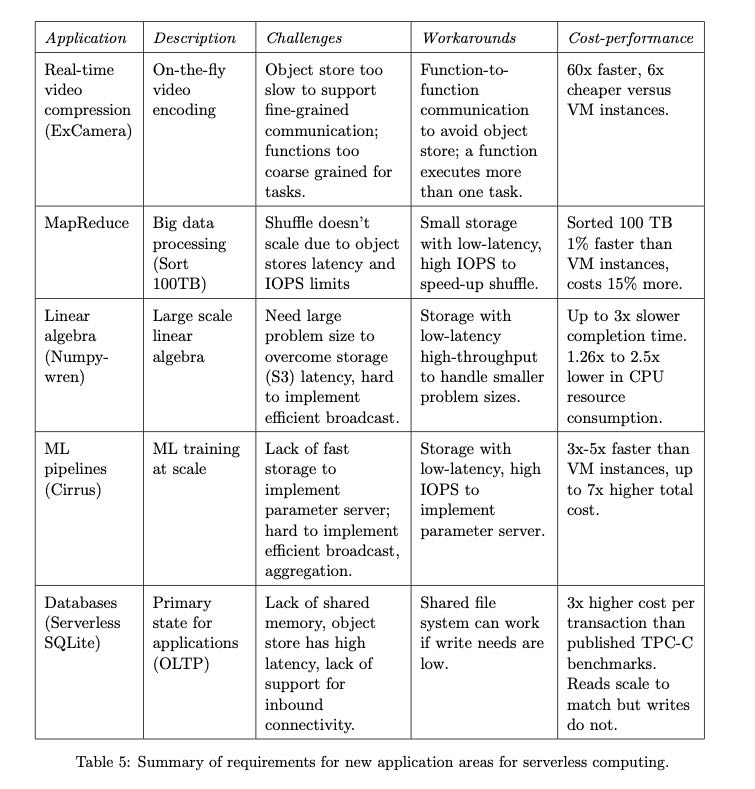 Application
Description
Challenges
Workarounds
Cost-performance
Real-time
video
compression
(ExCamera)
On-the-fly
video
encoding
Object store too
slow to support
fine-grained
communication;
functions too
coarse grained for
tasks.
Function-to-
function
communication
to avoid object
store; a function
executes more
than one task.
60x faster, 6x
cheaper versus
VM instances.
MapReduce
Big data
processing
(Sort
100TB)
Shuffle doesn't
scale due to object
stores latency and
IOPS limits
Small storage
with low-latency,
high IOPS to
speed-up shuffle.
Sorted 100 TB
1% faster than
VM instances,
costs 15% more.
Linear
algebra
(Numpy-
wren)
Large scale
linear
algebra
Need large
problem size to
overcome storage
(S3) latency, hard
to implement
efficient broadcast.
Storage with
low-latency
high-throughput
to handle smaller
problem sizes.
Up to 3x slower
completion time.
1.26x to 2.5x
lower in CPU
resource
consumption.
ML
pipelines
(Cirrus)
ML training
at scale
Lack of fast
storage to
implement
parameter server;
hard to implement
efficient broadcast,
aggregation.
Storage with
low-latency, high
IOPS to
implement
parameter server.
3x-5x faster than
VM instances, up
to 7x higher total
cost.
Databases
(Serverless
SQLite)
Primary
state for
applications
(OLTP)
Lack of shared
memory, object
store has high
latency, lack of
support for
inbound
connectivity.
Shared file
system can work
if write needs are
low.
3x higher cost per
transaction than
published TPC-C
benchmarks.
Reads scale to
match but writes
do not.
Table 5: Summary of requirements for new application areas for serverless computing.